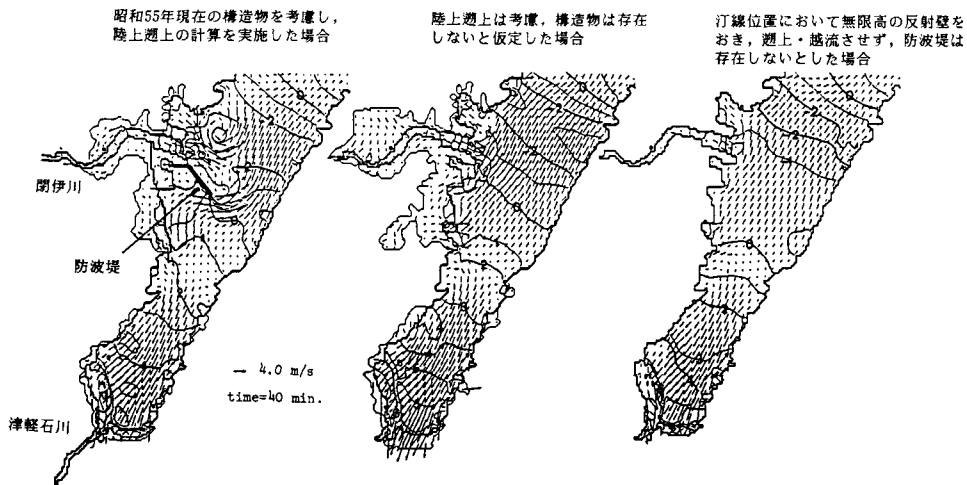 昭和55年現在の構造物を考慮し，
陸上遡上の計算を実施した場合
陸上遡上は考慮，構造物は存在
しないと仮定した場合
汀線位置において無限高の反射壁を
おき，遡上・越流させず，防波堤は
存在しないとした場合
閉伊川
防波堤
→ 4.0 m/s
time=40 min.
津軽石川